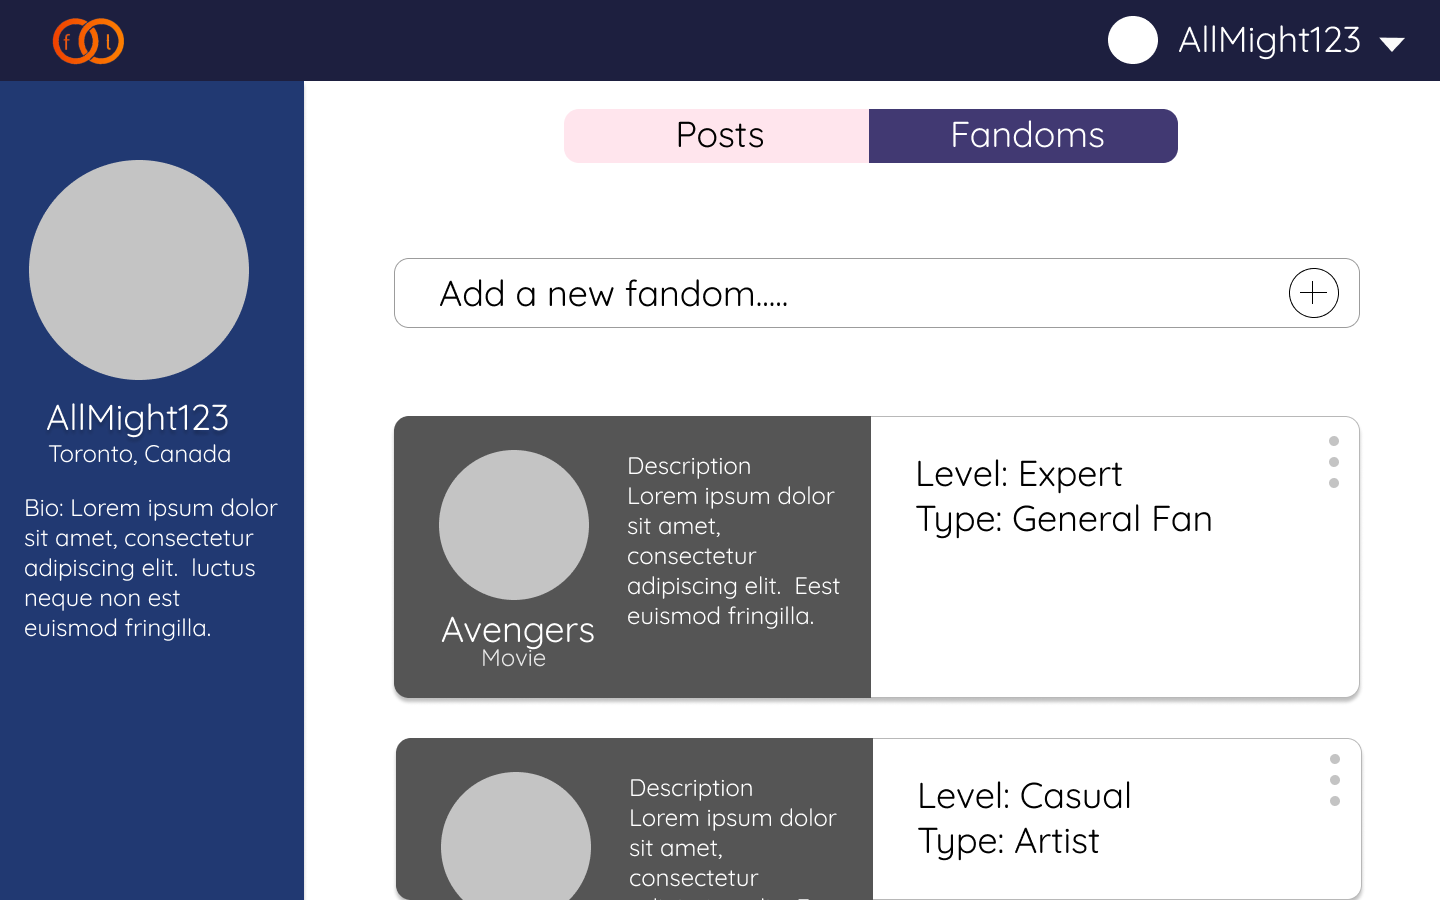 f l
AllMight123
Posts
Fandoms
Add a new fandom.....
AllMight123
Toronto, Canada
Bio: Lorem ipsum dolor
sit amet, consectetur
adipiscing elit.  luctus
neque non est
euismod fringilla.
Avengers
Movie
Description
Lorem ipsum dolor
sit amet,
consectetur
adipiscing elit.  Eest
euismod fringilla.
Level: Expert
Type: General Fan
Description
Lorem ipsum dolor
sit amet,
consectetur
Level: Casual
Type: Artist